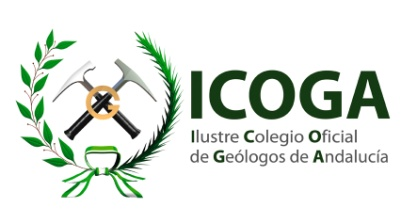 ICOGA
Ilustre Colegio Oficial
de Geólogos de Andalucía